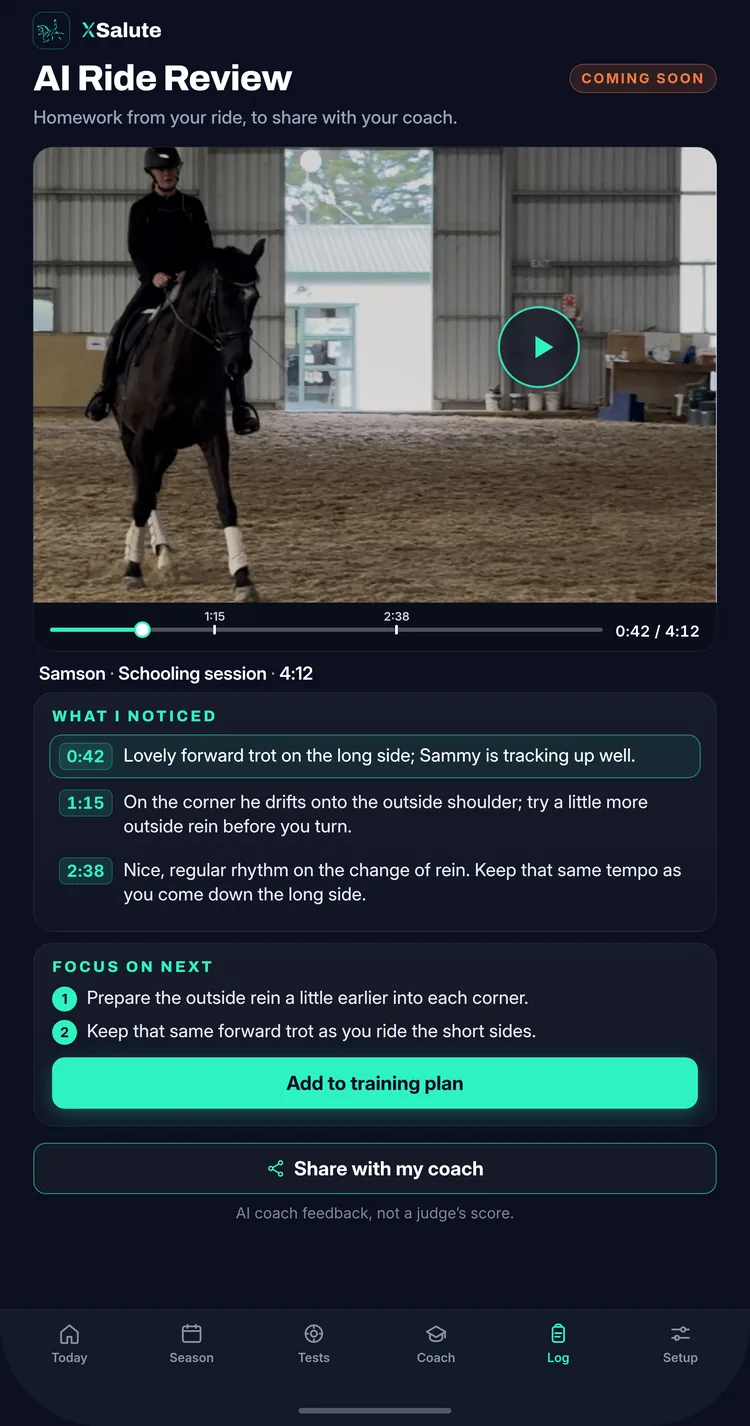 XSalute
AI Ride Review
COMING SOON
Homework from your ride, to share with your coach.
EXIT
1:15
2:38
0:42 / 4:12
Samson · Schooling session · 4:12
WHAT I NOTICED
0:42
Lovely forward trot on the long side; Sammy is tracking up well.
1:15
On the corner he drifts onto the outside shoulder; try a little more
outside rein before you turn.
2:38
Nice, regular rhythm on the change of rein. Keep that same tempo as
you come down the long side.
FOCUS ON NEXT
1 Prepare the outside rein a little earlier into each corner.
2 Keep that same forward trot as you ride the short sides.
Add to training plan
Share with my coach
AI coach feedback, not a judge’s score.
Today
Season
Tests
Coach
Log
Setup